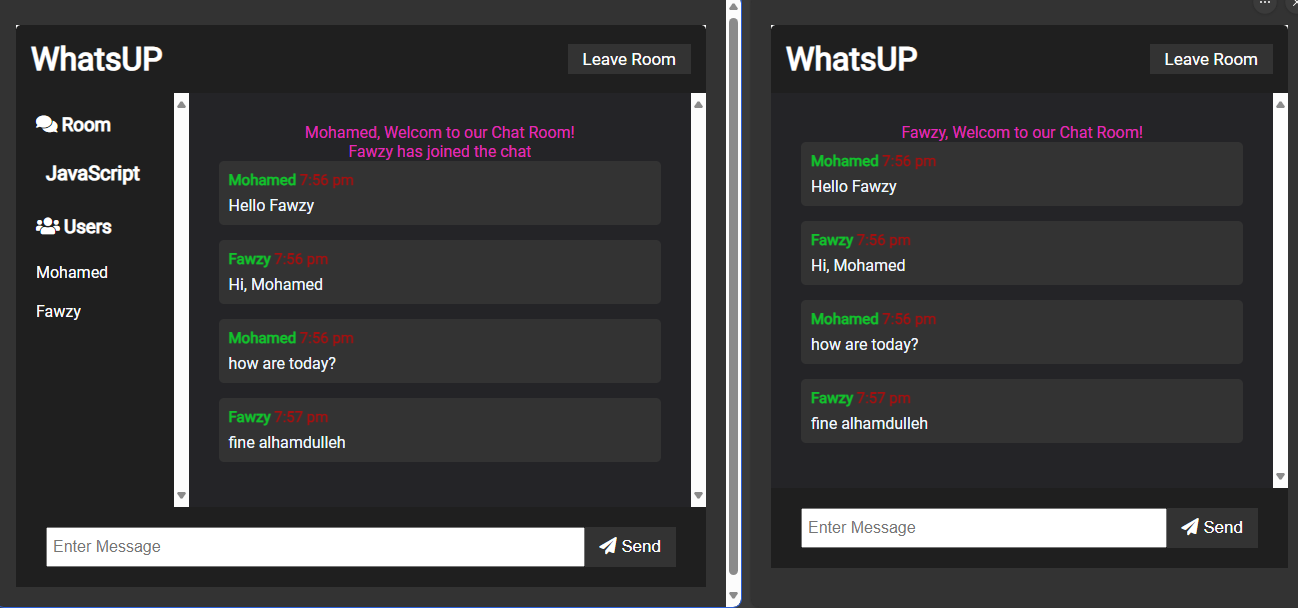 WhatsUP
Leave Room
Room
JavaScript
Users
Mohamed
Fawzy
Mohamed, Welcom to our Chat Room!
Fawzy has joined the chat
Mohamed 7:56 pm
Hello Fawzy
Fawzy 7:56 pm
Hi, Mohamed
Mohamed 7:56 pm
how are today?
Fawzy 7:57 pm
fine alhamdulleh
Enter Message
Send
WhatsUP
Leave Room
Fawzy, Welcom to our Chat Room!
Mohamed 7:56 pm
Hello Fawzy
Fawzy 7:56 pm
Hi, Mohamed
Mohamed 7:56 pm
how are today?
Fawzy 7:57 pm
fine alhamdulleh
Enter Message
Send